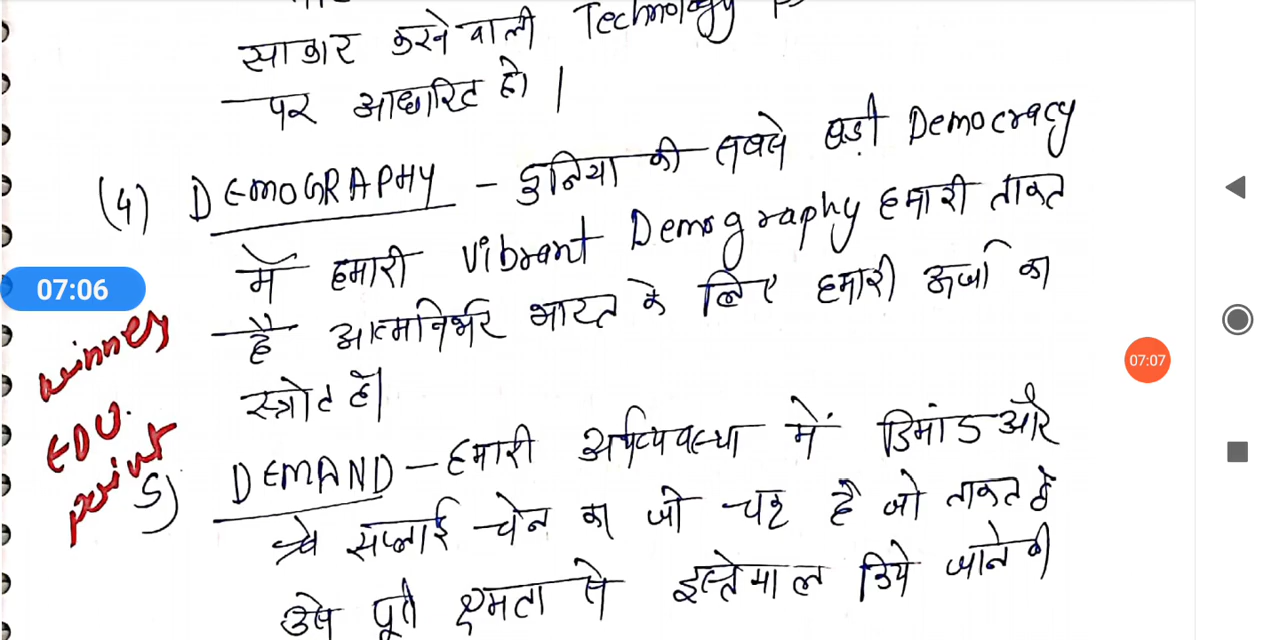 साकार करने वाली Technology
पर आधारित हो।
(4) DEMOGRAPHY - दुनिया की सबसे बड़ी Democracy
में हमारी Vibrant Demography हमारी ताकत
है आत्मनिर्भर भारत के लिए हमारी ऊर्जा का
स्त्रोत है।
5) DEMAND - हमारी अर्थव्यवस्था में डिमांड और
सप्लाई चेन का जो चक्र है जो ताकत है
उसे पूरी क्षमता से इस्तेमाल किये जाने की
winner
EDU.
point
07:06
07:07